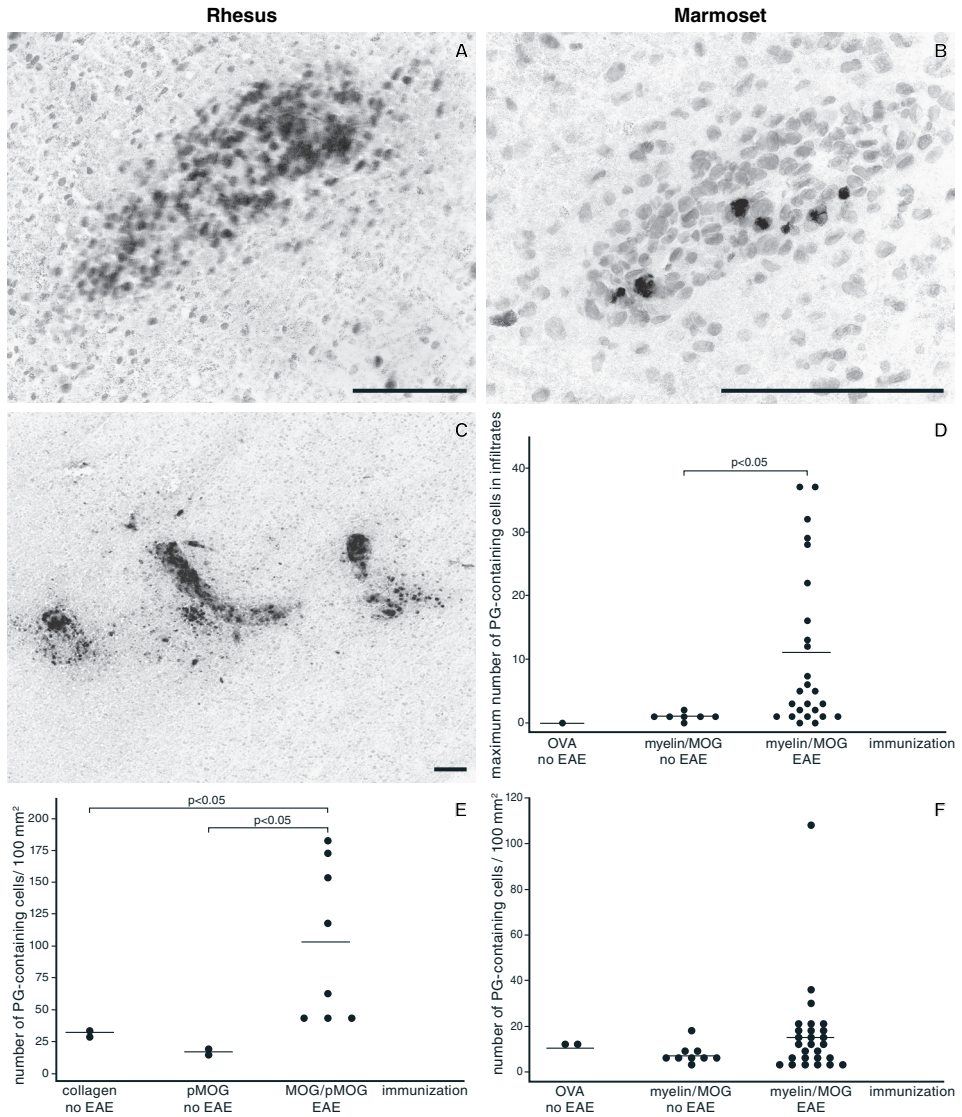 Rhesus
Marmoset
A
B
C
D
maximum number of PG-containing cells in infiltrates
40
30
20
10
0
p<0.05
OVA
no EAE
myelin/MOG
no EAE
myelin/MOG
EAE
immunization
E
number of PG-containing cells/ 100 mm²
200
175
150
125
100
75
50
25
0
p<0.05
p<0.05
collagen
no EAE
pMOG
no EAE
MOG/pMOG
EAE
immunization
F
number of PG-containing cells / 100 mm²
120
100
80
60
40
20
0
OVA
no EAE
myelin/MOG
no EAE
myelin/MOG
EAE
immunization